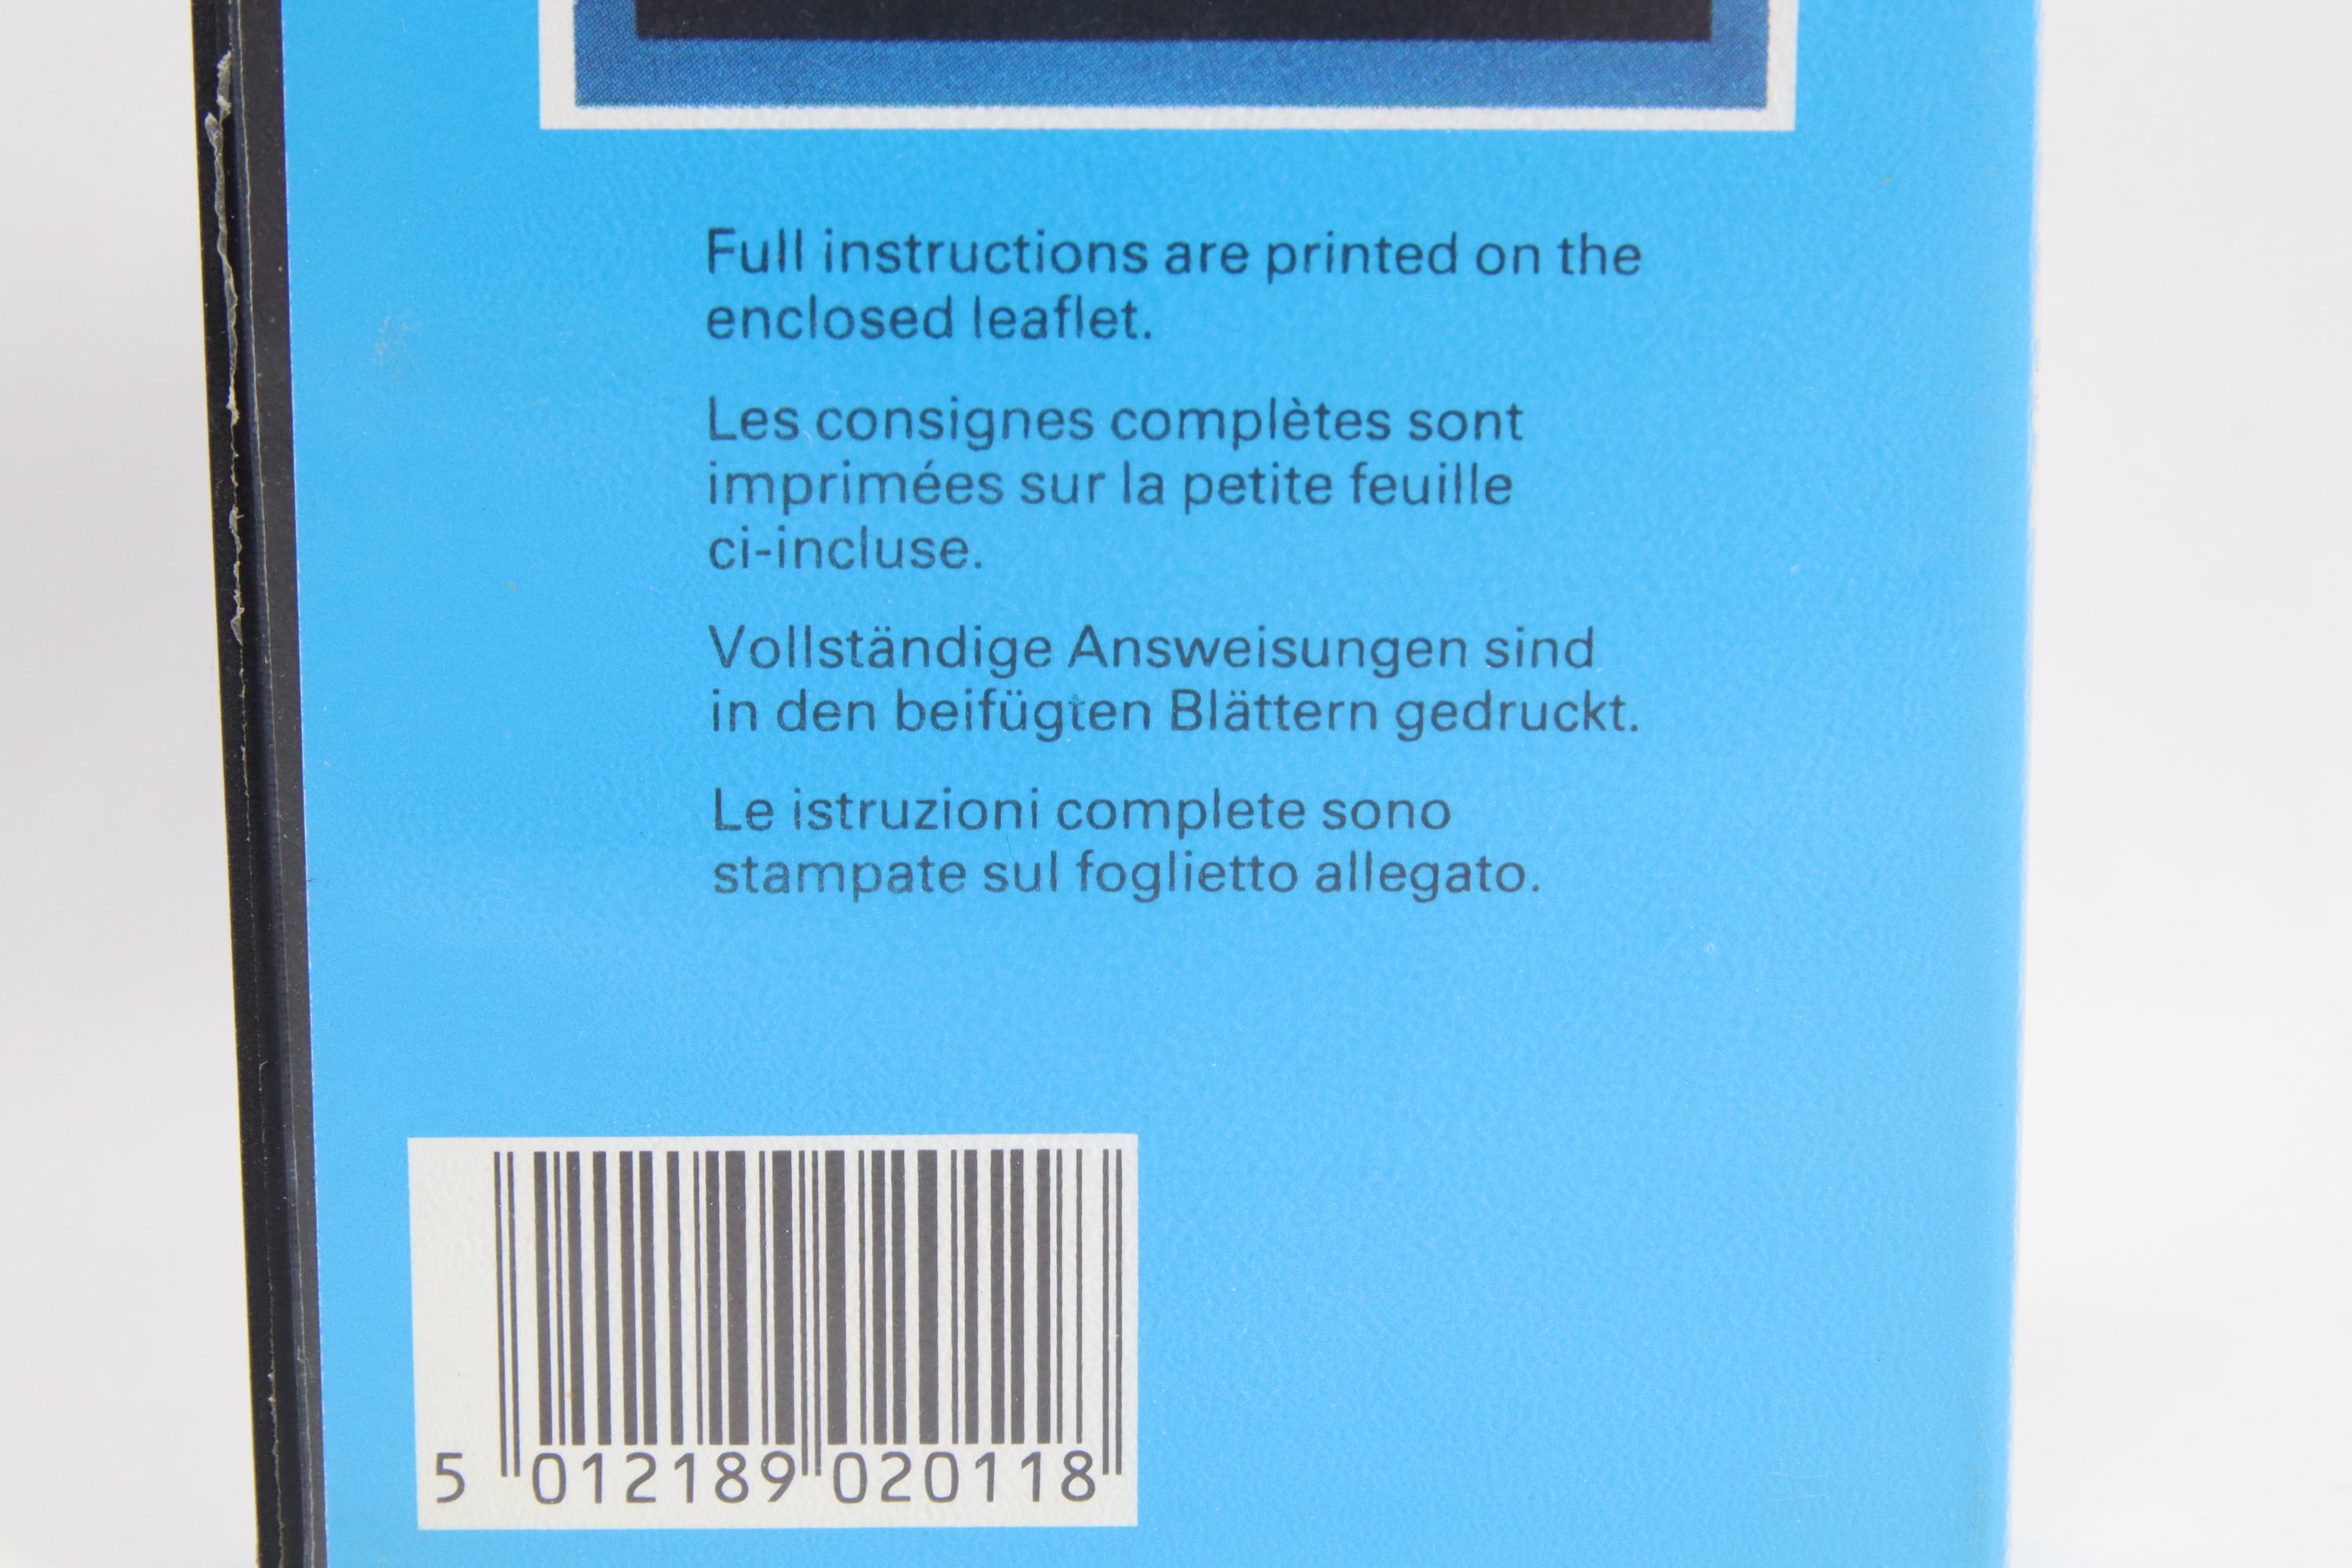 Full instructions are printed on the
enclosed leaflet.
Les consignes complètes sont
imprimées sur la petite feuille
ci-incluse.
Vollständige Answeisungen sind
in den beifügten Blättern gedruckt.
Le istruzioni complete sono
stampate sul foglietto allegato.
5 012189 020118